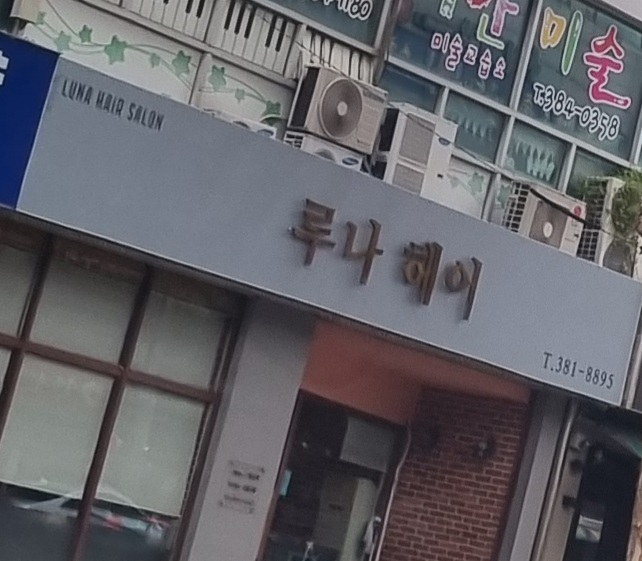 미술
미술교습소
T.384-0358
LUNA HAIR SALON
루나 헤어
T.381-8895